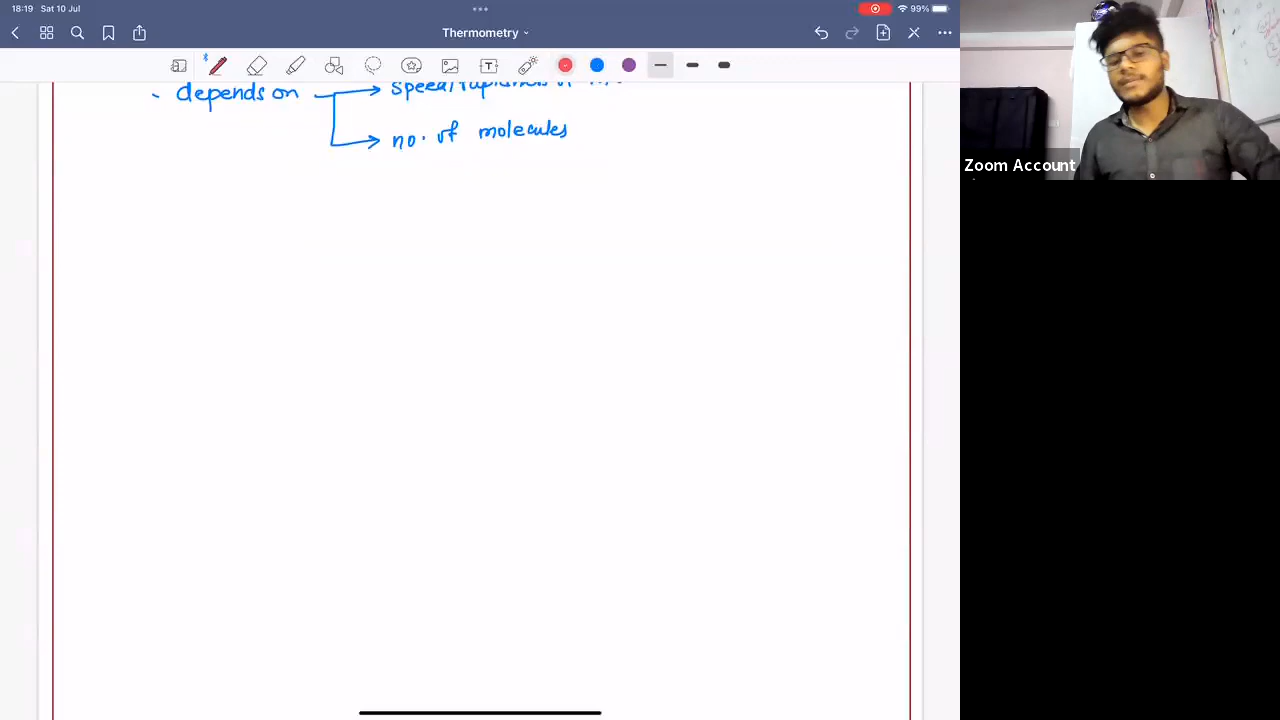 18:19 Sat 10 Jul
99%
Thermometry
T
- depends on
no. of molecules
Zoom Account